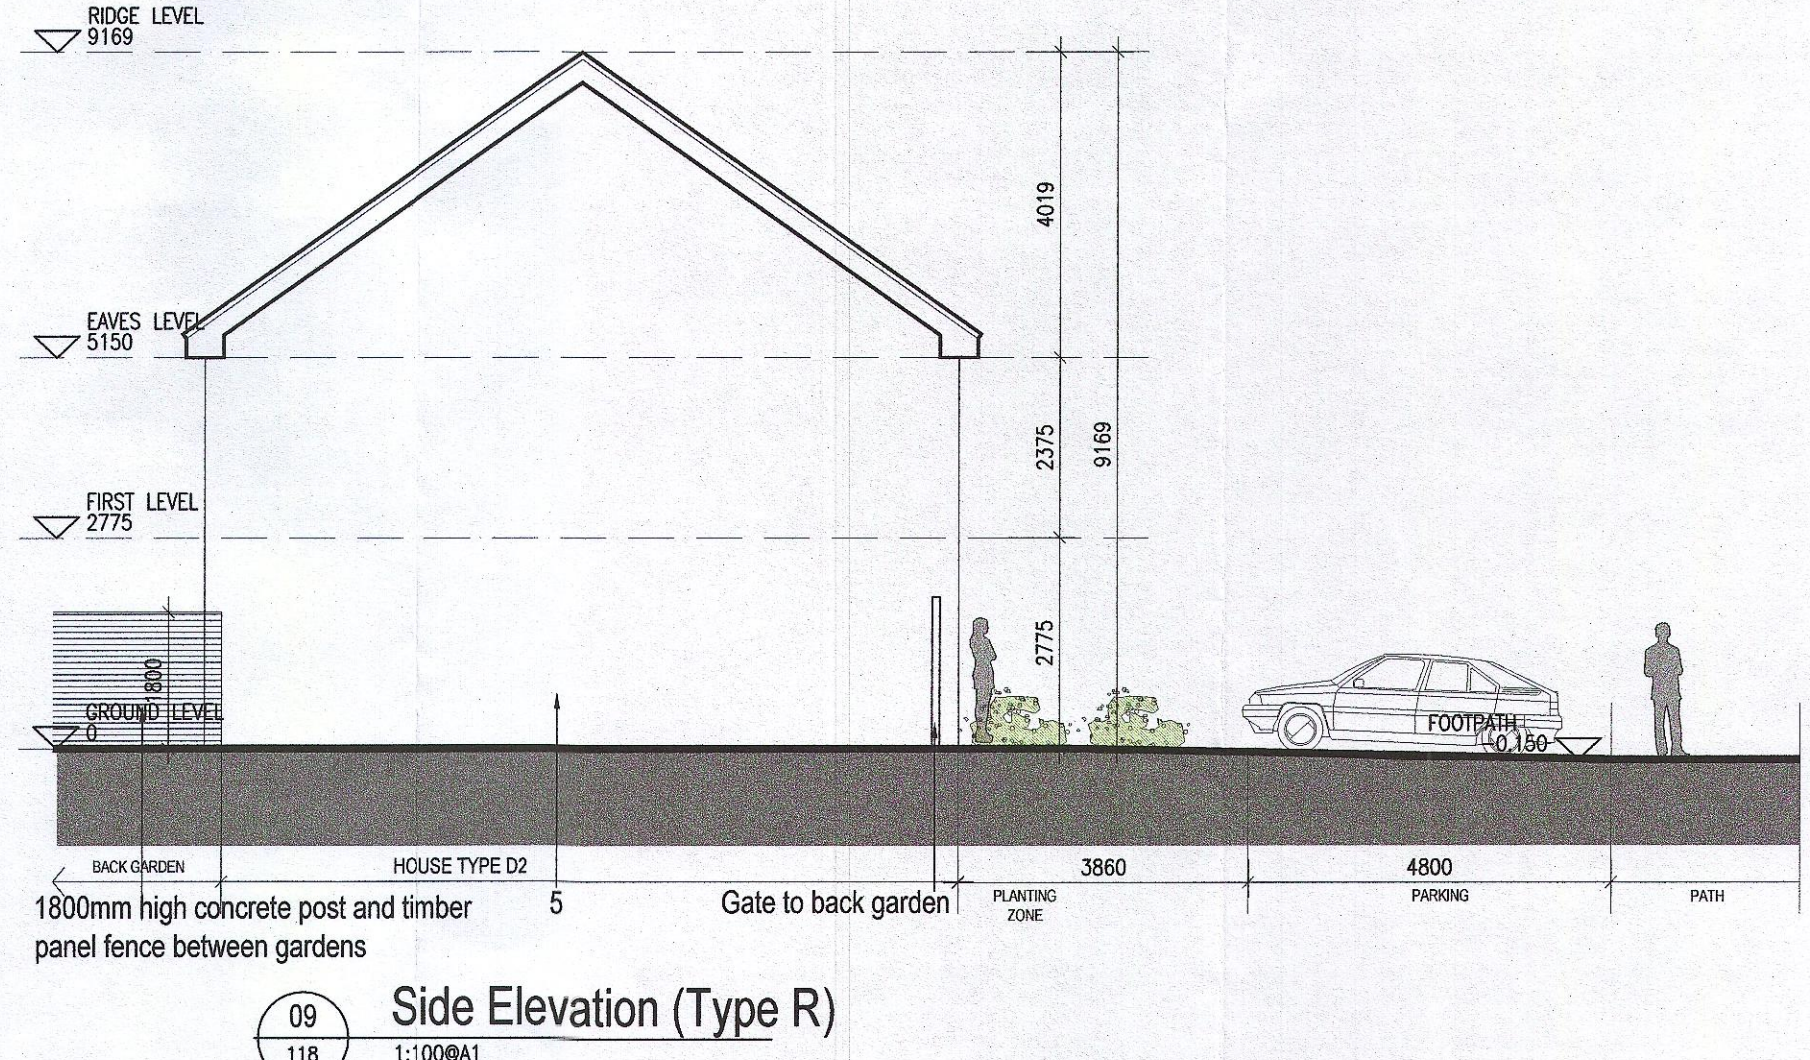 RIDGE LEVEL
9169
EAVES LEVEL
5150
FIRST LEVEL
2775
GROUND LEVEL
0
1800
4019
2375
9169
2775
FOOTPATH
-0.150
BACK GARDEN
HOUSE TYPE D2
3860
4800
PLANTING
ZONE
PARKING
PATH
1800mm high concrete post and timber
panel fence between gardens
5
Gate to back garden
09
118
Side Elevation (Type R)
1:100@A1